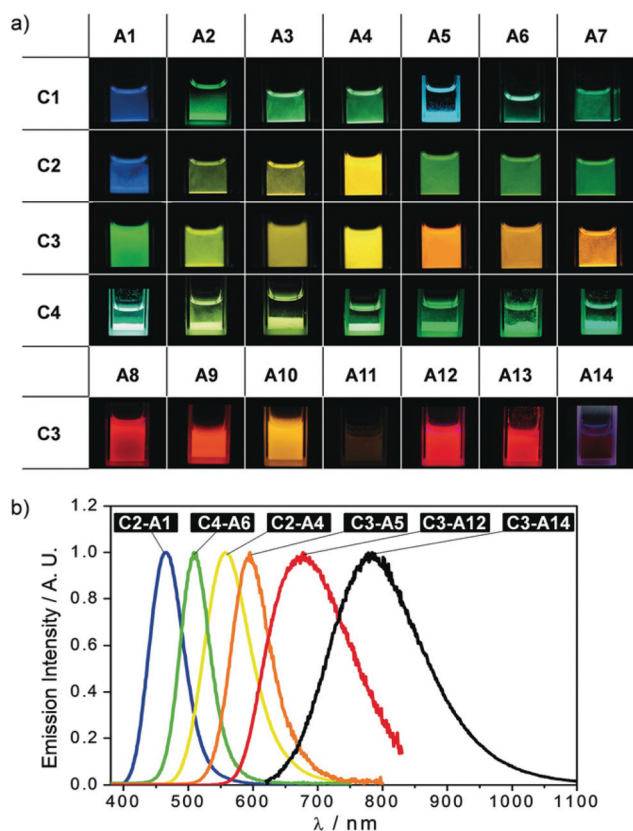 a)
A1 A2 A3 A4 A5 A6 A7
C1
C2
C3
C4
A8 A9 A10 A11 A12 A13 A14
C3
b)
1.2
C2-A1 C4-A6 C2-A4 C3-A5 C3-A12 C3-A14
1.0
0.8
0.6
0.4
0.2
0.0
Emission Intensity / A. U.
400 500 600 700 800 900 1000 1100
λ / nm